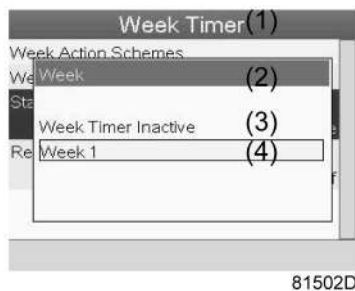 Week Timer (1)
Week Action Schemes
We
Week (2)
Sta
Week Timer Inactive (3)
e
Re Week 1 (4)
f
81502D